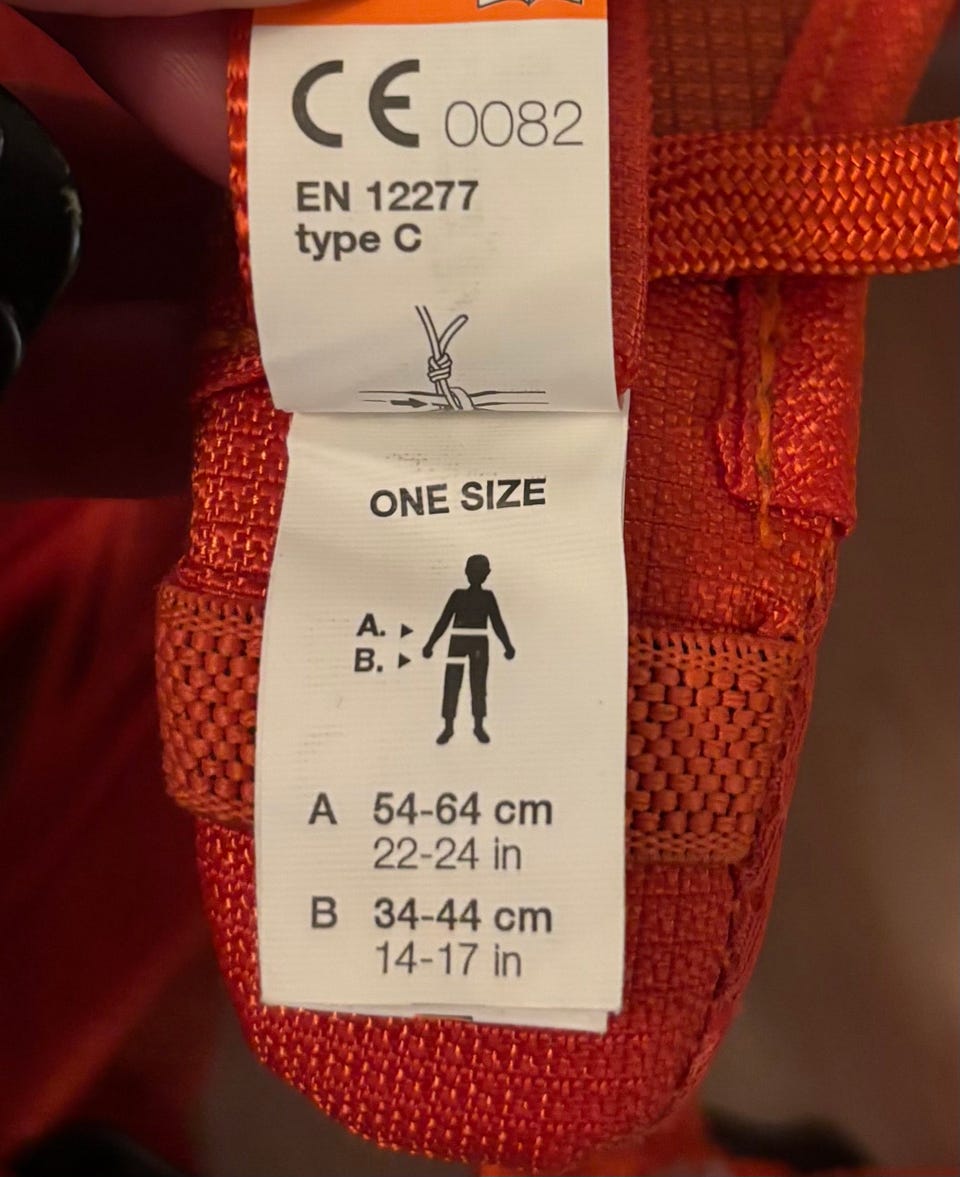 CE 0082
EN 12277
type C
ONE SIZE
A.
B.
A 54-64 cm
22-24 in
B 34-44 cm
14-17 in